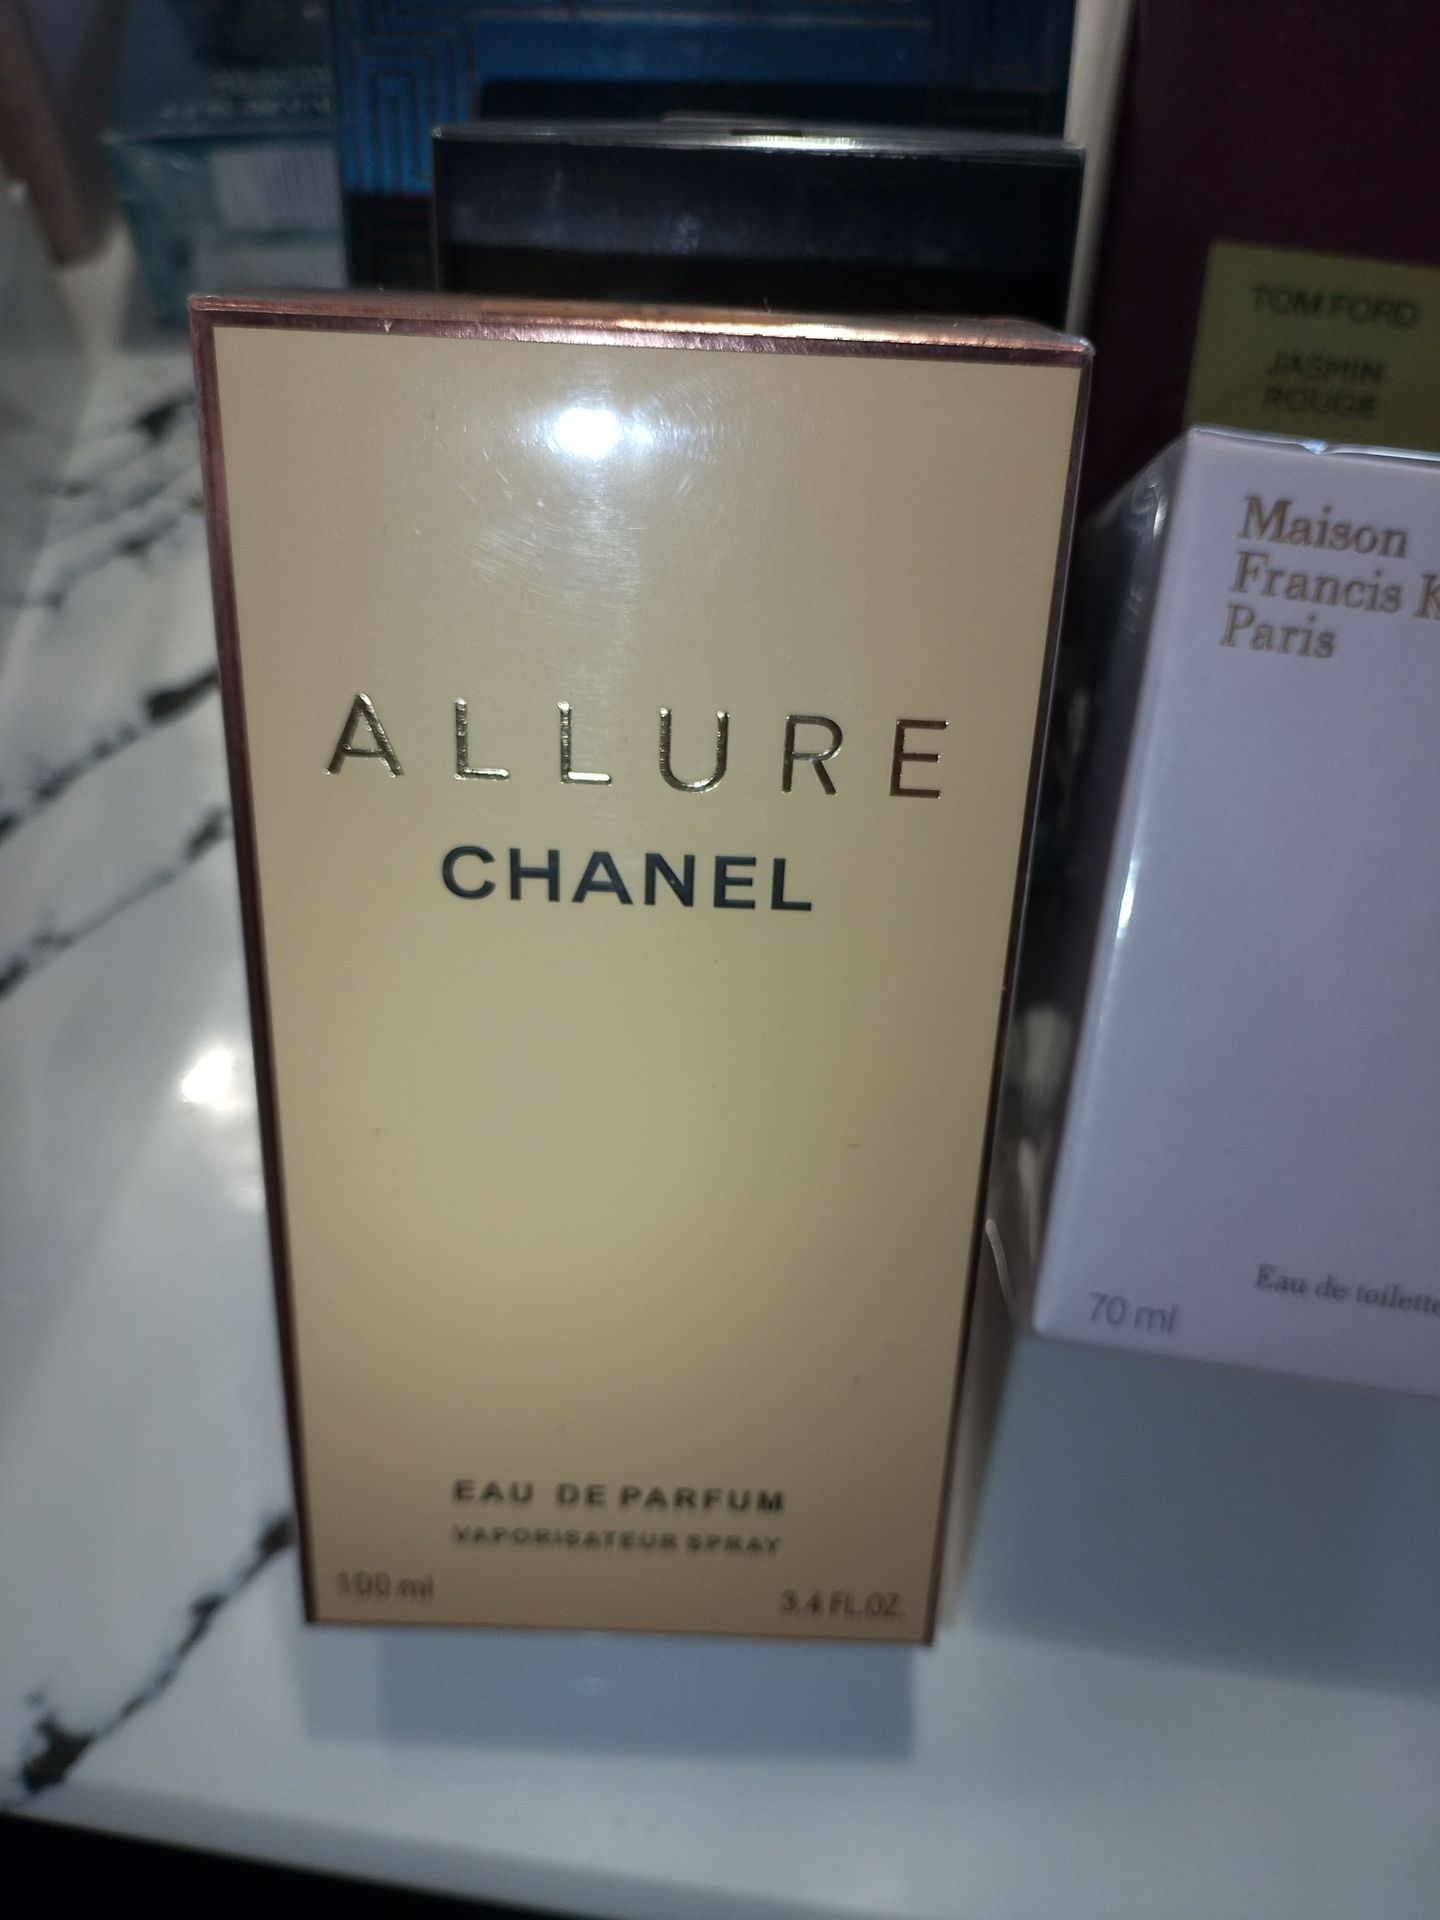 ALLURE
CHANEL
EAU DE PARFUM
VAPORISATEUR SPRAY
100 ml
3.4 FL.OZ.
TOM FORD
JASMIN
ROUGE
Maison
Francis K
Paris
70 ml
Eau de toilette